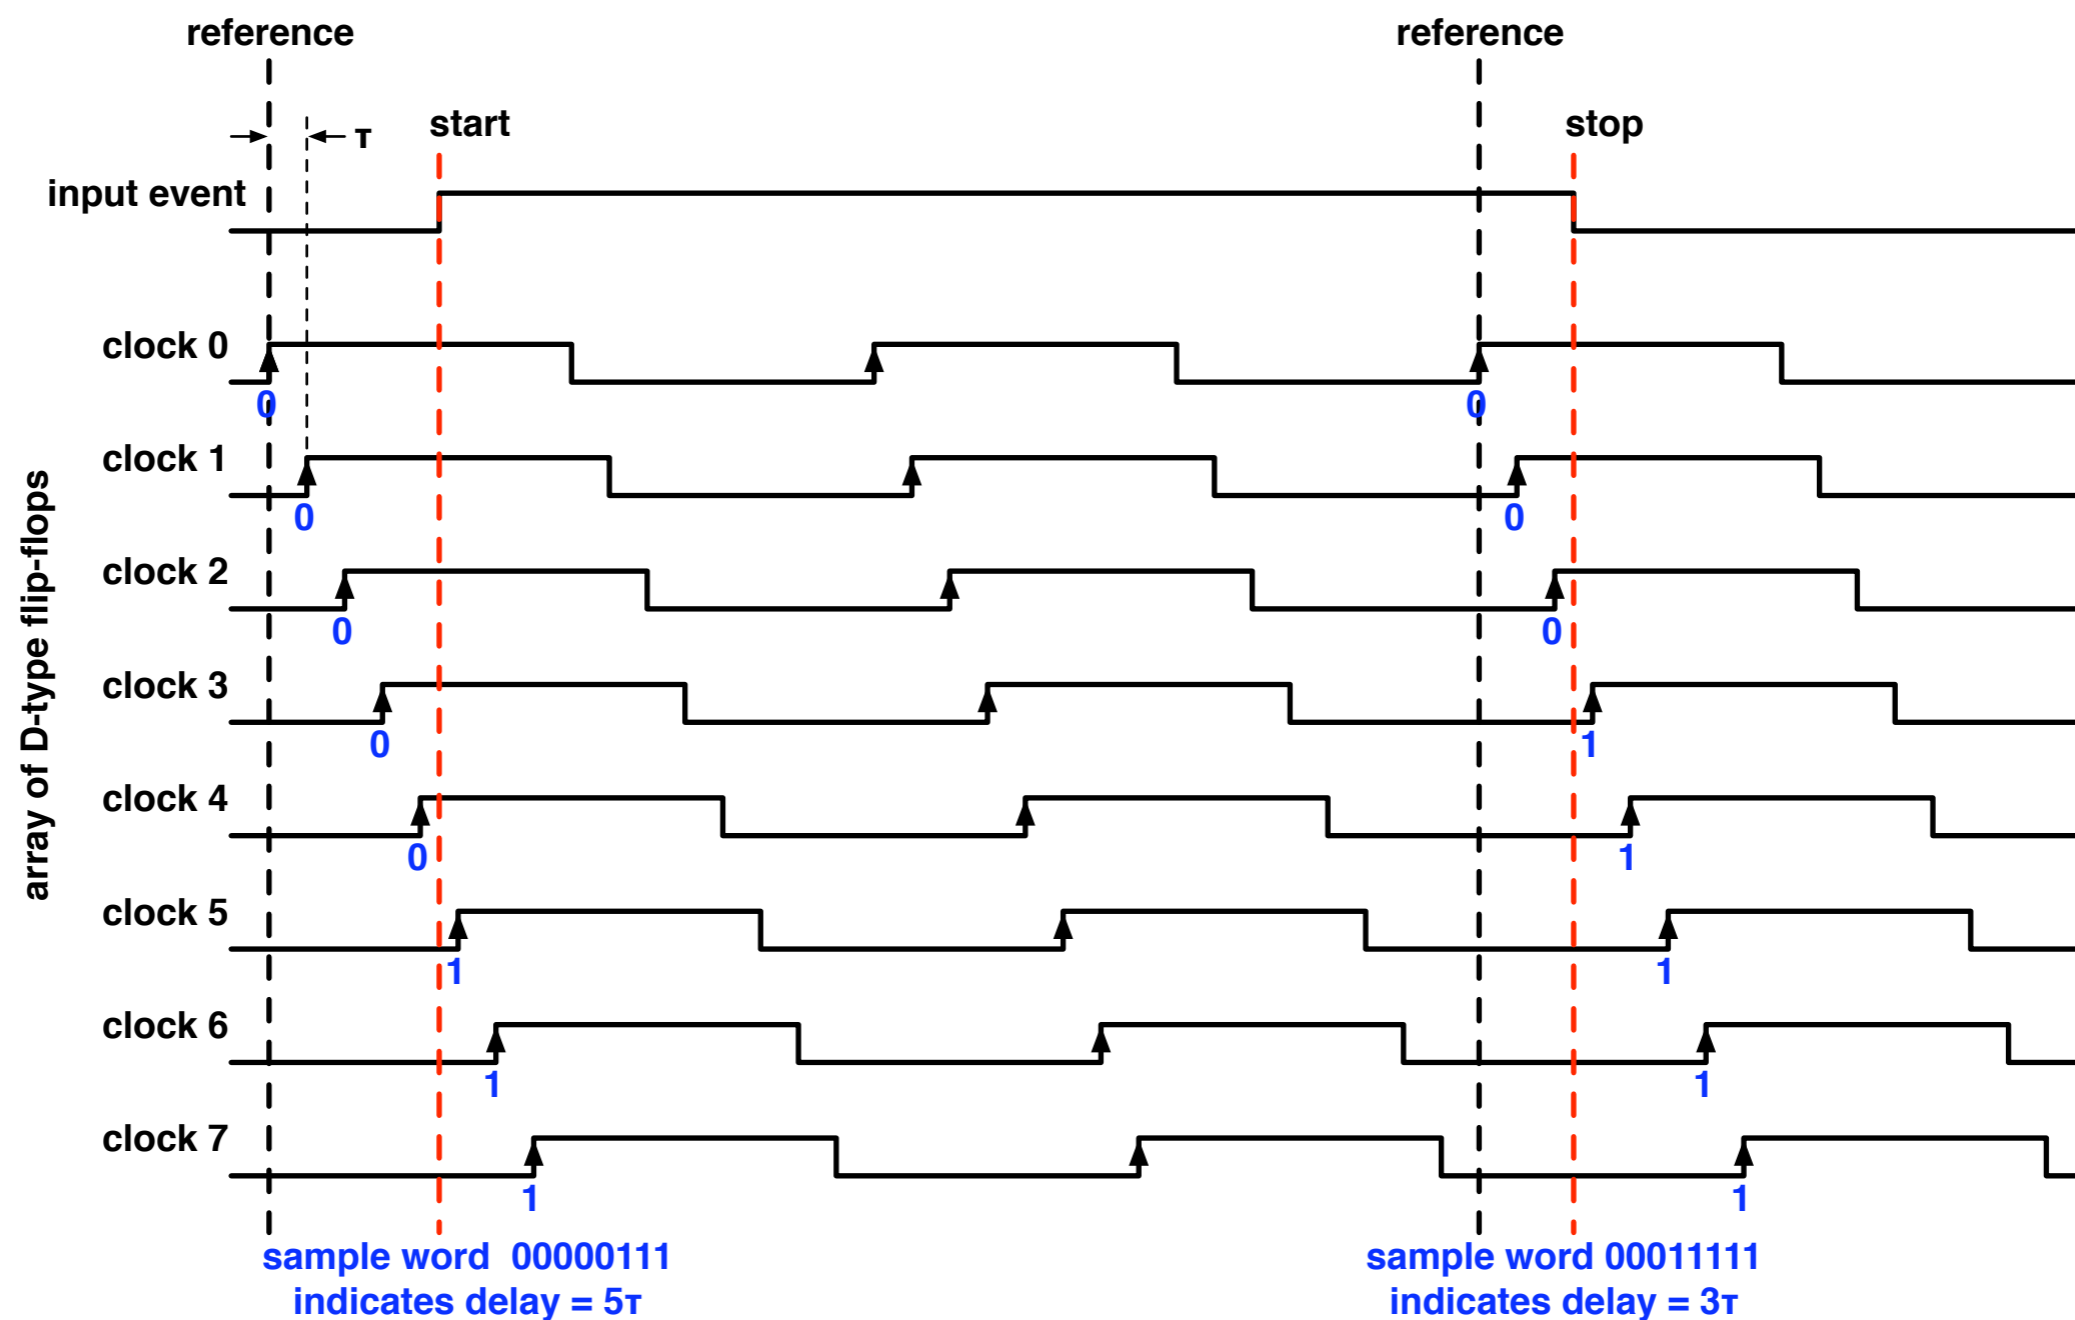 reference
reference
τ
start
stop
input event
clock 0
0
0
clock 1
0
0
clock 2
0
0
clock 3
0
1
clock 4
0
1
clock 5
1
1
clock 6
1
1
clock 7
1
1
array of D-type flip-flops
sample word 00000111
indicates delay = 5τ
sample word 00011111
indicates delay = 3τ